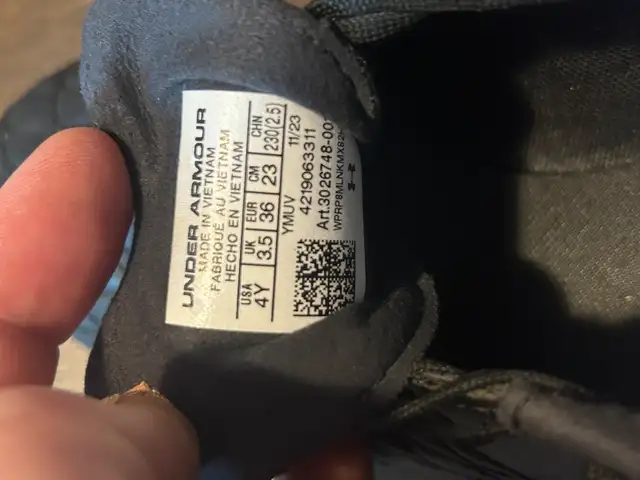 UNDER ARMOUR
MADE IN VIETNAM
FABRIQUÉ AU VIETNAM
HECHO EN VIETNAM
USA UK EUR CM CHN
4Y 3.5 36 23 230(2.5)
YMUV 11/23
4219063311
Art.3026748-001